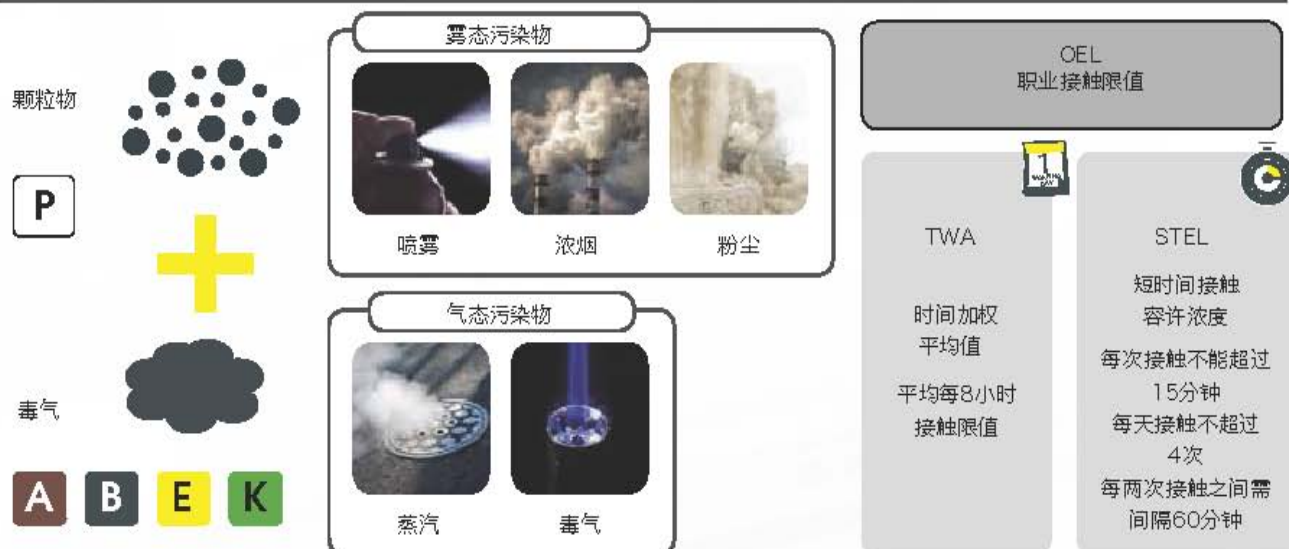 颗粒物
P
毒气
A B E K
雾态污染物
喷雾 浓烟 粉尘
气态污染物
蒸汽 毒气
OEL
职业接触限值
1
TWA
时间加权
平均值
平均每8小时
接触限值
STEL
短时间接触
容许浓度
每次接触不能超过
15分钟
每天接触不超过
4次
每两次接触之间需
间隔60分钟